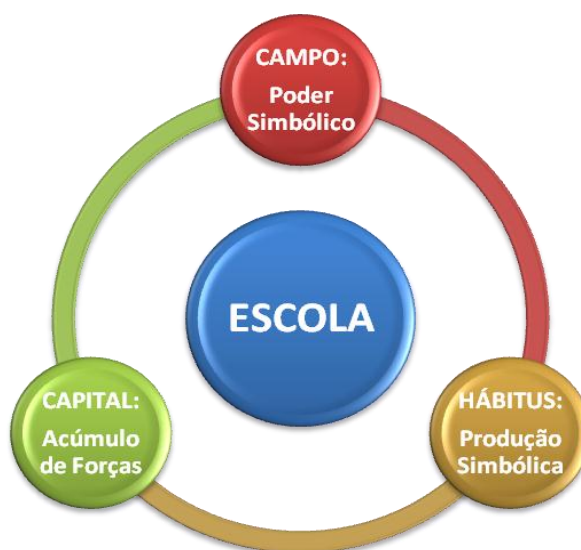 CAMPO:
Poder
Simbólico
ESCOLA
CAPITAL:
Acúmulo
de Forças
HÁBITUS:
Produção
Simbólica